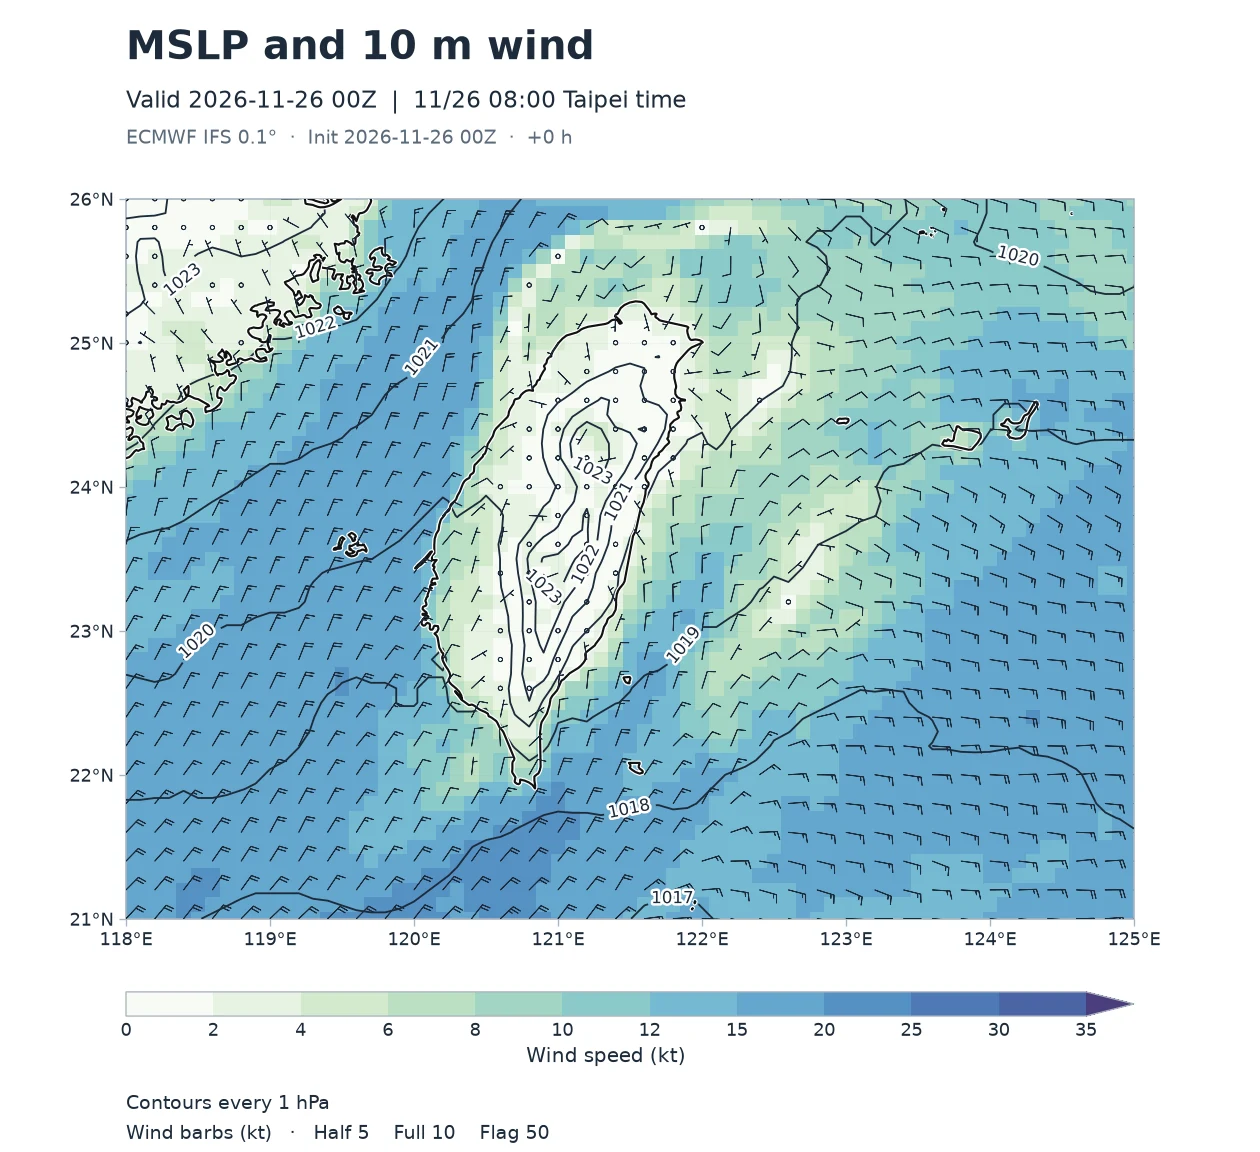 MSLP and 10 m wind
Valid 2026-11-26 00Z | 11/26 08:00 Taipei time
ECMWF IFS 0.1° · Init 2026-11-26 00Z · +0 h
26°N
25°N
24°N
23°N
22°N
21°N
1023
1022
1021
1020
1020
1023
1021
1022
1023
1019
1018
1017
118°E 119°E 120°E 121°E 122°E 123°E 124°E 125°E
0 2 4 6 8 10 12 15 20 25 30 35
Wind speed (kt)
Contours every 1 hPa
Wind barbs (kt) · Half 5 Full 10 Flag 50